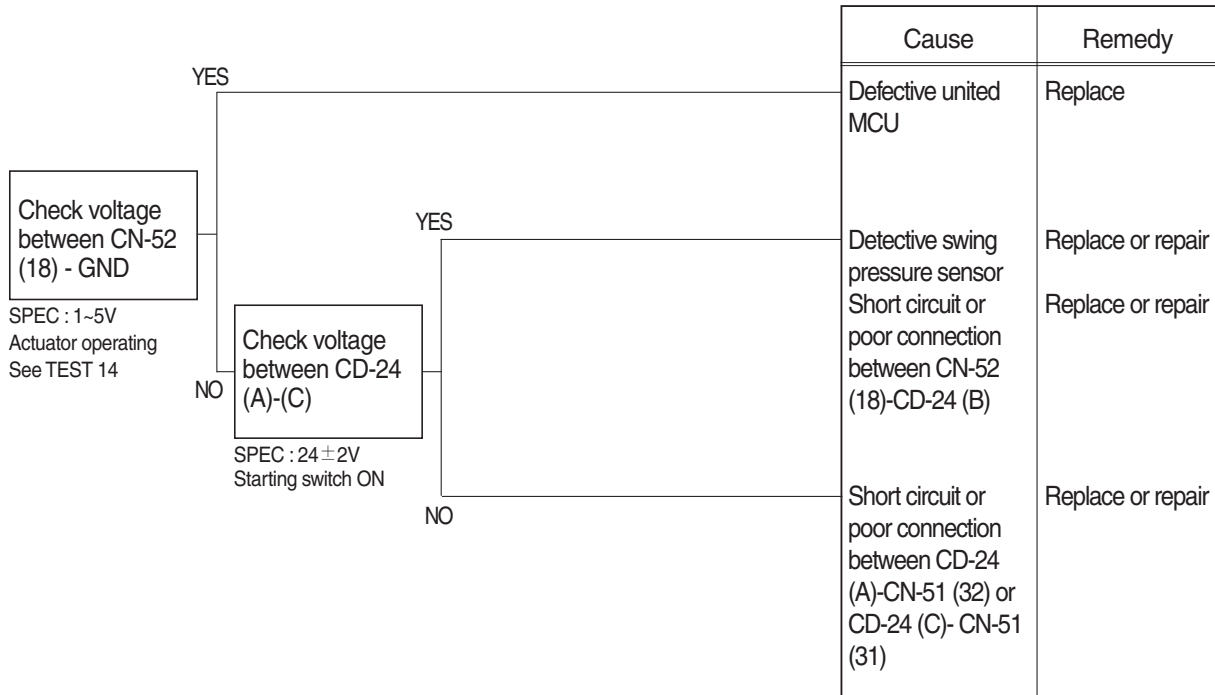 Cause
Remedy
YES
Defective united
MCU
Replace
Check voltage
between CN-52
(18) - GND
SPEC : 1~5V
Actuator operating
See TEST 14
YES
Detective swing
pressure sensor
Replace or repair
Short circuit or
poor connection
between CN-52
(18)-CD-24 (B)
Replace or repair
NO
Check voltage
between CD-24
(A)-(C)
SPEC : 24±2V
Starting switch ON
NO
Short circuit or
poor connection
between CD-24
(A)-CN-51 (32) or
CD-24 (C)- CN-51
(31)
Replace or repair